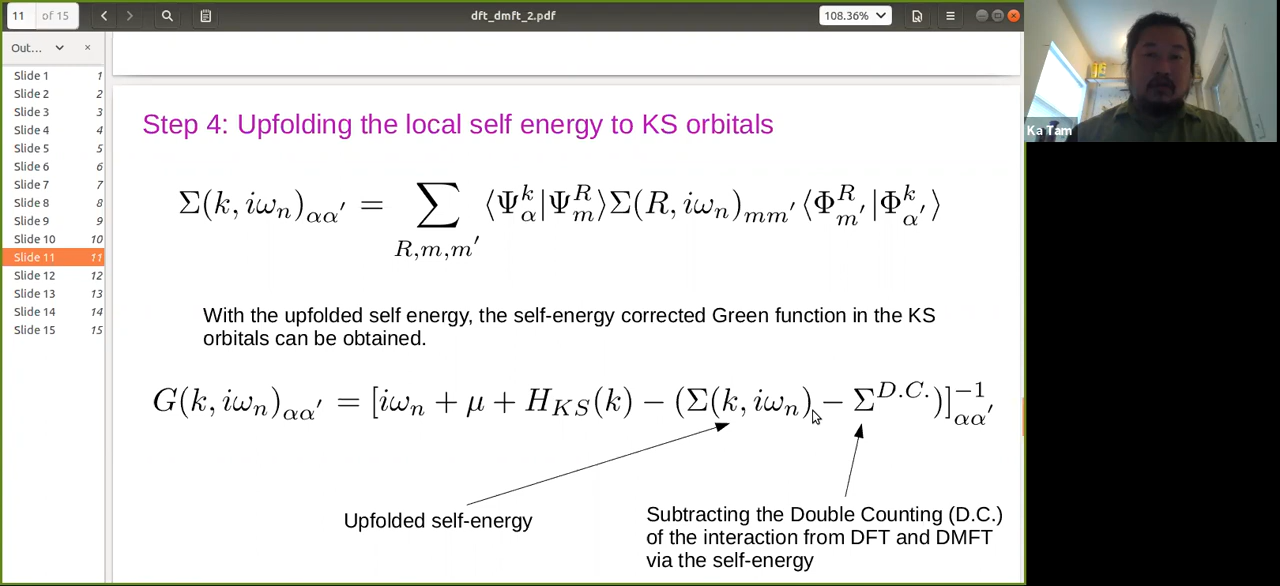 11 of 15
dft_dmft_2.pdf
108.36%
Out...
Slide 1 1
Slide 2 2
Slide 3 3
Slide 4 4
Slide 5 5
Slide 6 6
Slide 7 7
Slide 8 8
Slide 9 9
Slide 10 10
Slide 11 11
Slide 12 12
Slide 13 13
Slide 14 14
Slide 15 15
Step 4: Upfolding the local self energy to KS orbitals
Σ(k, iω_n)_{αα'} = ∑_{R,m,m'} ⟨Ψ^k_α|Ψ^R_m⟩Σ(R, iω_n)_{mm'}⟨Φ^R_{m'}|Φ^k_{α'}⟩
With the upfolded self energy, the self-energy corrected Green function in the KS
orbitals can be obtained.
G(k, iω_n)_{αα'} = [iω_n + μ + H_{KS}(k) − (Σ(k, iω_n) − Σ^{D.C.})]^{−1}_{αα'}
Upfolded self-energy
Subtracting the Double Counting (D.C.)
of the interaction from DFT and DMFT
via the self-energy
Ka Tam